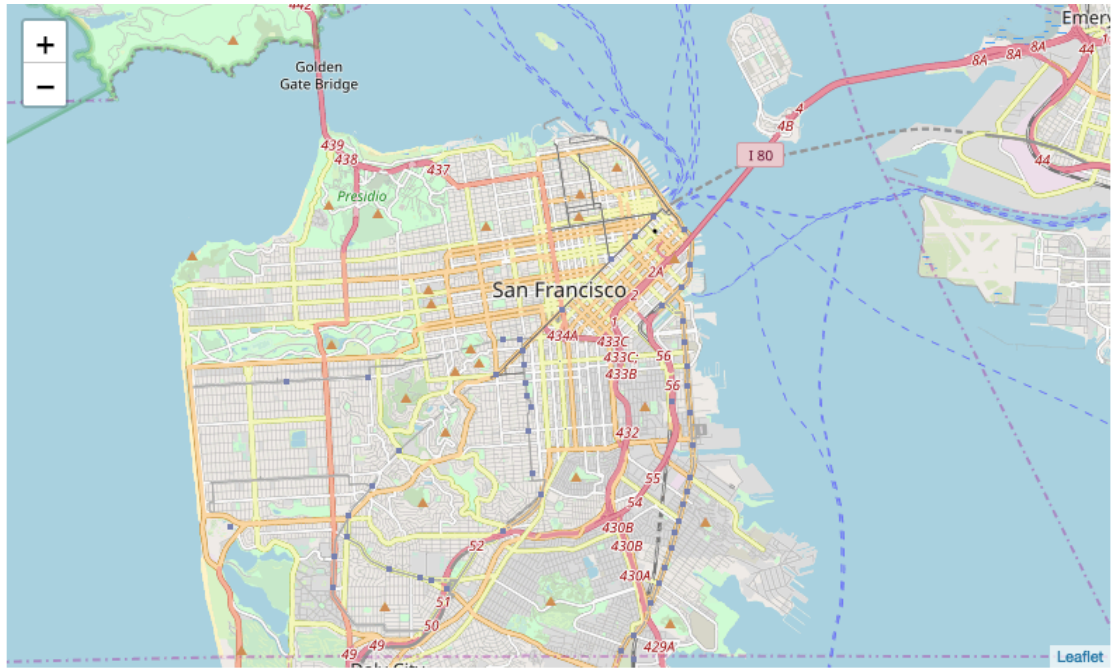 442
Emery
+
−
Golden
Gate Bridge
8A
8A
8A
44
1
4
4B
I 80
44
439
438
437
Presidio
2A
San Francisco
2
1
434A
433C
433C;
433B
56
56
432
55
54
430B
430B
52
430A
51
50
49
49
429A
Daly City
Leaflet